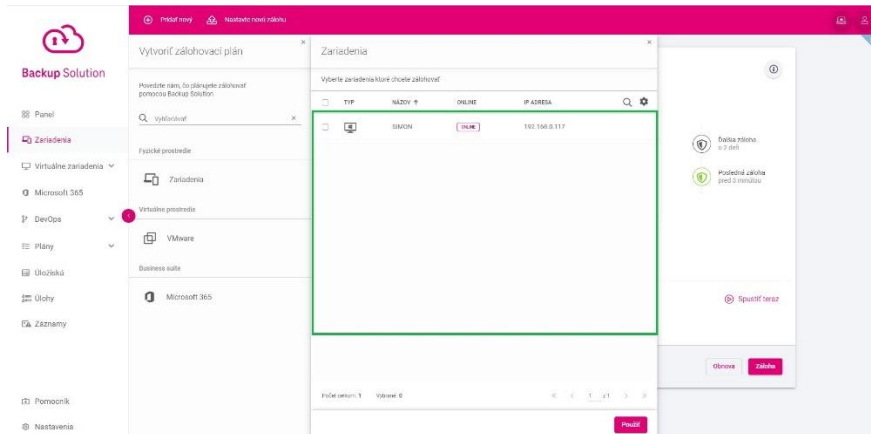 Pridať nový
Nastavte novú zálohu
Backup Solution
Panel
Zariadenia
Virtuálne zariadenia
Microsoft 365
DevOps
Plány
Úložiská
Úlohy
Záznamy
Pomocník
Nastavenia
Vytvoriť zálohovací plán
Povedzte nám, čo plánujete zálohovať
pomocou Backup Solution
Vyhľadávať
Fyzické prostredie
Zariadenia
Virtuálne prostredie
VMware
Business suite
Microsoft 365
Zariadenia
Vyberte zariadenia ktoré chcete zálohovať
TYP NÁZOV ONLINE IP ADRESA
SIMON ONLINE 192.168.0.117
Počet celkom: 1 Vybrané: 0
1 z 1
Použiť
Ďalšia záloha
o 3 deň
Posledná záloha
pred 3 minútou
Spustiť teraz
Obnova
Záloha